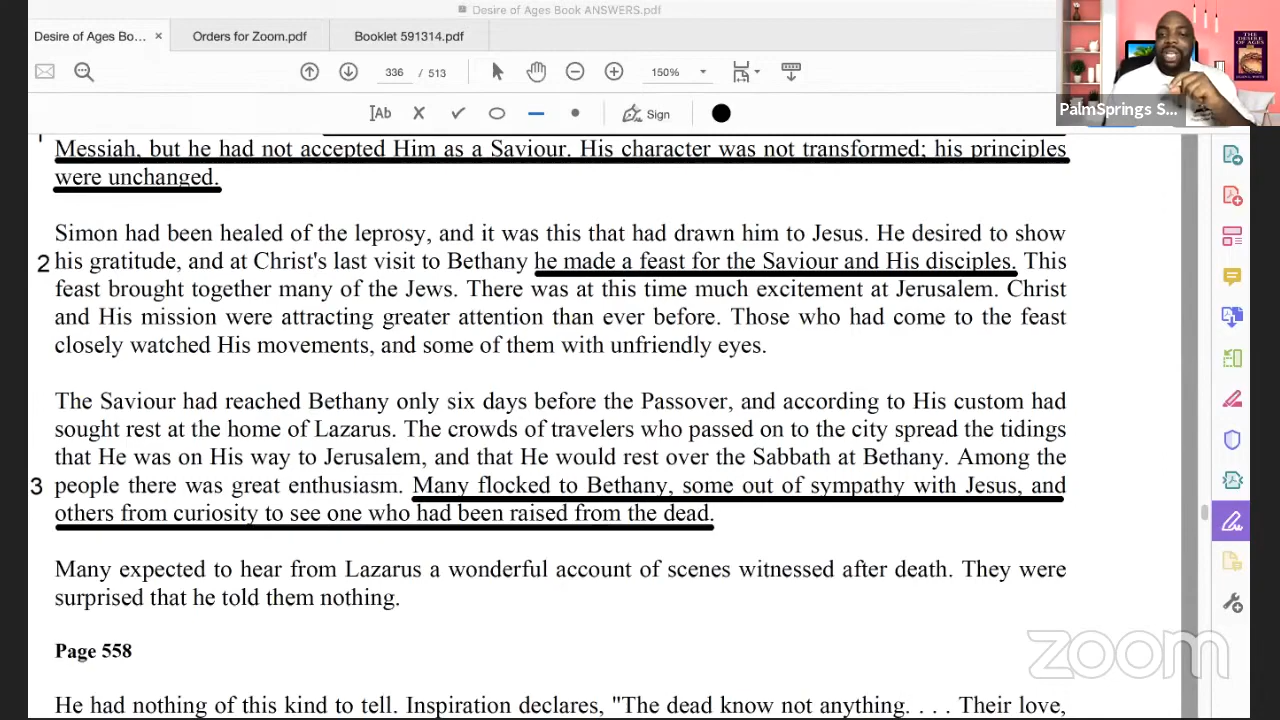 Desire of Ages Book ANSWERS.pdf
Desire of Ages Bo... ×
Orders for Zoom.pdf
Booklet 591314.pdf
336 / 513
150%
Ab
Sign
THE DESIRE OF AGES
PalmSprings S...
Messiah, but he had not accepted Him as a Saviour. His character was not transformed; his principles
were unchanged.
Simon had been healed of the leprosy, and it was this that had drawn him to Jesus. He desired to show
2 his gratitude, and at Christ's last visit to Bethany he made a feast for the Saviour and His disciples. This
feast brought together many of the Jews. There was at this time much excitement at Jerusalem. Christ
and His mission were attracting greater attention than ever before. Those who had come to the feast
closely watched His movements, and some of them with unfriendly eyes.
The Saviour had reached Bethany only six days before the Passover, and according to His custom had
sought rest at the home of Lazarus. The crowds of travelers who passed on to the city spread the tidings
that He was on His way to Jerusalem, and that He would rest over the Sabbath at Bethany. Among the
3 people there was great enthusiasm. Many flocked to Bethany, some out of sympathy with Jesus, and
others from curiosity to see one who had been raised from the dead.
Many expected to hear from Lazarus a wonderful account of scenes witnessed after death. They were
surprised that he told them nothing.
Page 558
He had nothing of this kind to tell. Inspiration declares, "The dead know not anything. . . . Their love,
zoom